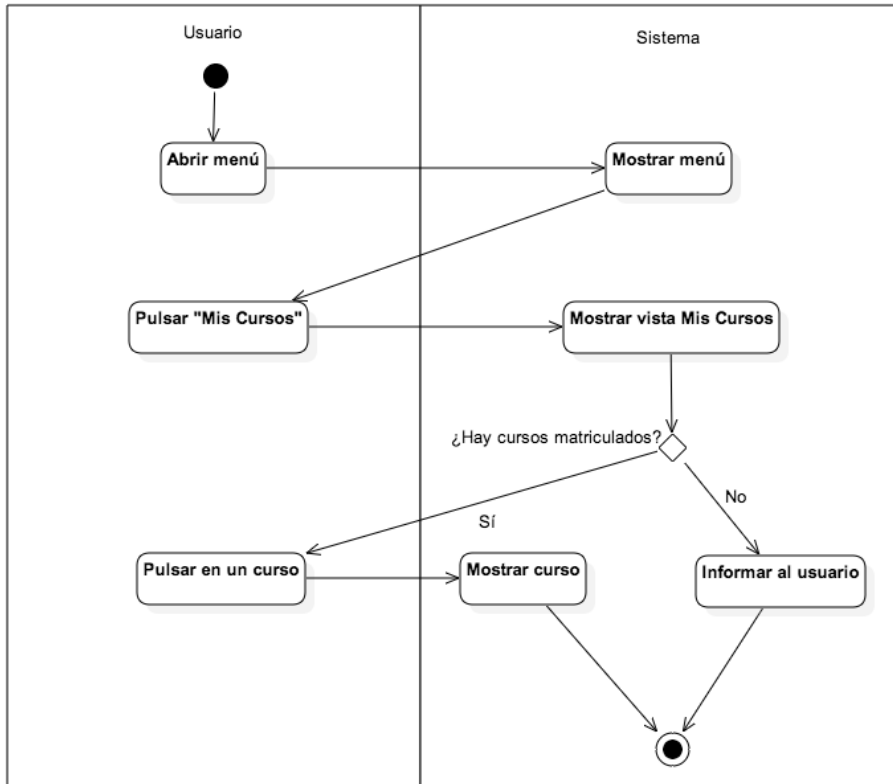 Usuario
Sistema
Abrir menú
Mostrar menú
Pulsar "Mis Cursos"
Mostrar vista Mis Cursos
¿Hay cursos matriculados?
No
Sí
Pulsar en un curso
Mostrar curso
Informar al usuario